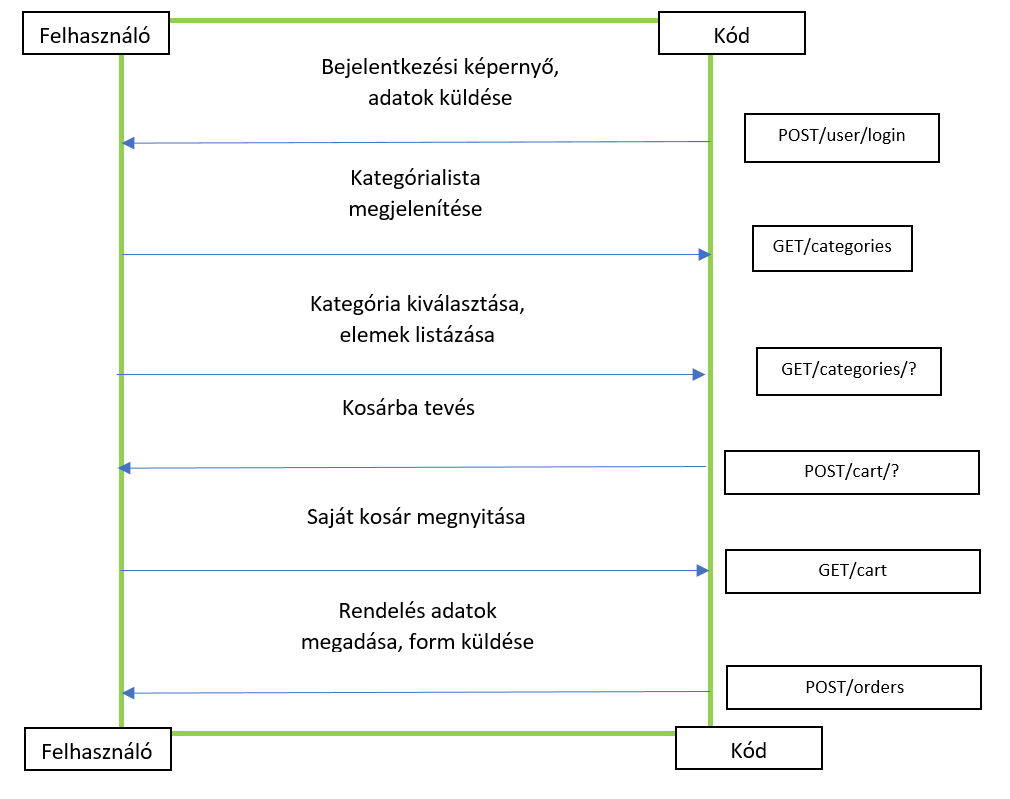 Felhasználó
Kód
Bejelentkezési képernyő,
adatok küldése
POST/user/login
Kategórialista
megjelenítése
GET/categories
Kategória kiválasztása,
elemek listázása
GET/categories/?
Kosárba tevés
POST/cart/?
Saját kosár megnyitása
GET/cart
Rendelés adatok
megadása, form küldése
POST/orders
Felhasználó
Kód